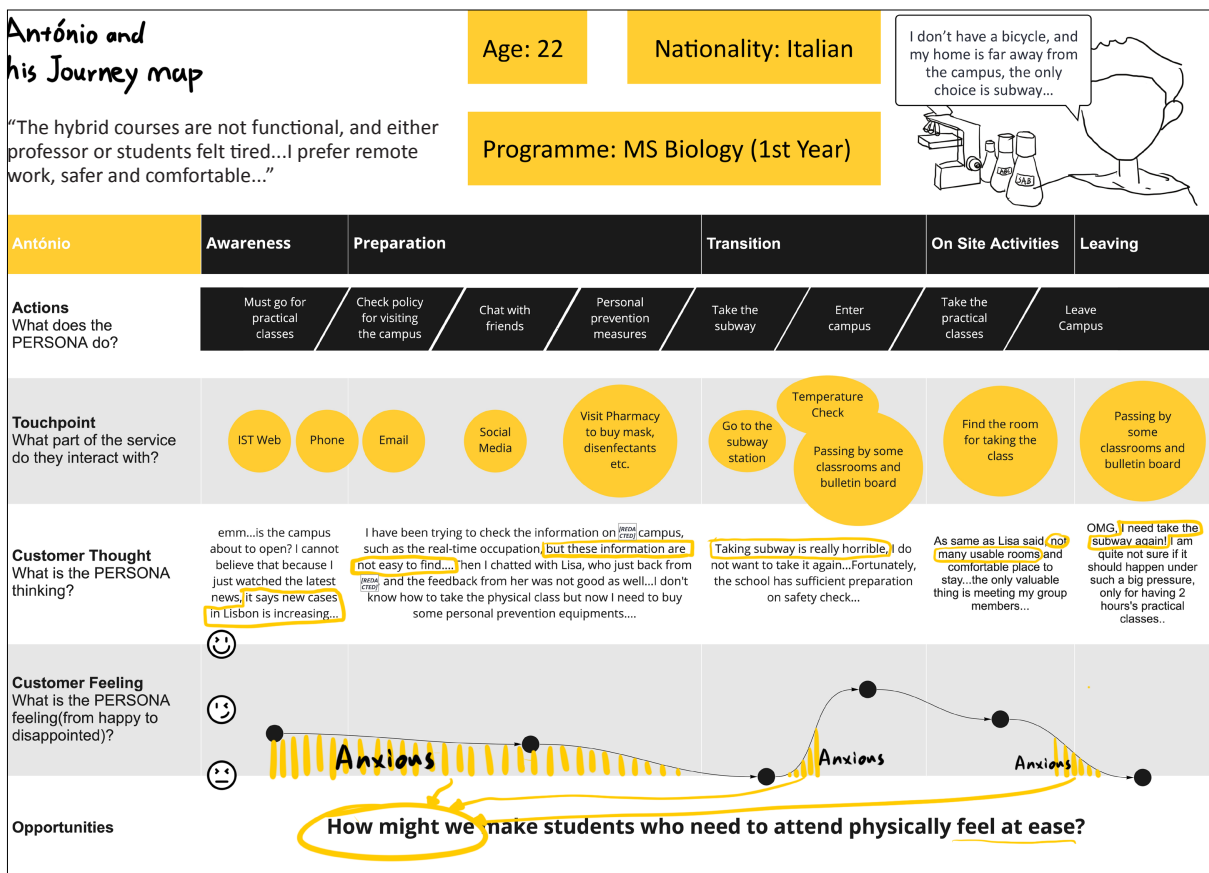 António and
his Journey map
"The hybrid courses are not functional, and either
professor or students felt tired...I prefer remote
work, safer and comfortable..."
Age: 22
Nationality: Italian
Programme: MS Biology (1st Year)
I don't have a bicycle, and
my home is far away from
the campus, the only
choice is subway...
ABI
SAB
António
Awareness
Preparation
Transition
On Site Activities
Leaving
Actions
What does the
PERSONA do?
Must go for
practical
classes
Check policy
for visiting
the campus
Chat with
friends
Personal
prevention
measures
Take the
subway
Enter
campus
Take the
practical
classes
Leave
Campus
Touchpoint
What part of the service
do they interact with?
IST Web
Phone
Email
Social
Media
Visit Pharmacy
to buy mask,
disenfectants
etc.
Go to the
subway
station
Temperature
Check
Passing by some
classrooms and
bulletin board
Find the room
for taking the
class
Passing by
some
classrooms and
bulletin board
Customer Thought
What is the PERSONA
thinking?
emm...is the campus
about to open? I cannot
believe that because I
just watched the latest
news, it says new cases
in Lisbon is increasing...
I have been trying to check the information on [REDACTED] campus,
such as the real-time occupation, but these information are
not easy to find....Then I chatted with Lisa, who just back from
[REDACTED] and the feedback from her was not good as well...I don't
know how to take the physical class but now I need to buy
some personal prevention equipments....
Taking subway is really horrible, I do
not want to take it again...Fortunately,
the school has sufficient preparation
on safety check...
As same as Lisa said, not
many usable rooms and
comfortable place to
stay...the only valuable
thing is meeting my group
members...
OMG, I need take the
subway again! I am
quite not sure if it
should happen under
such a big pressure,
only for having 2
hours's practical
classes..
Customer Feeling
What is the PERSONA
feeling(from happy to
disappointed)?
Anxious
Anxious
Anxious
Opportunities
How might we make students who need to attend physically feel at ease?